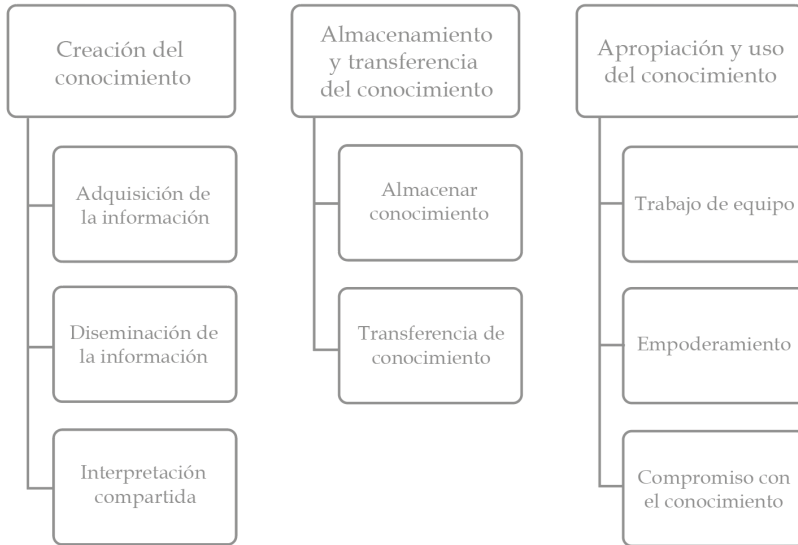 Creación del
conocimiento
Adquisición de
la información
Diseminación de
la información
Interpretación
compartida
Almacenamiento
y transferencia
del conocimiento
Almacenar
conocimiento
Transferencia de
conocimiento
Apropiación y uso
del conocimiento
Trabajo de equipo
Empoderamiento
Compromiso con
el conocimiento